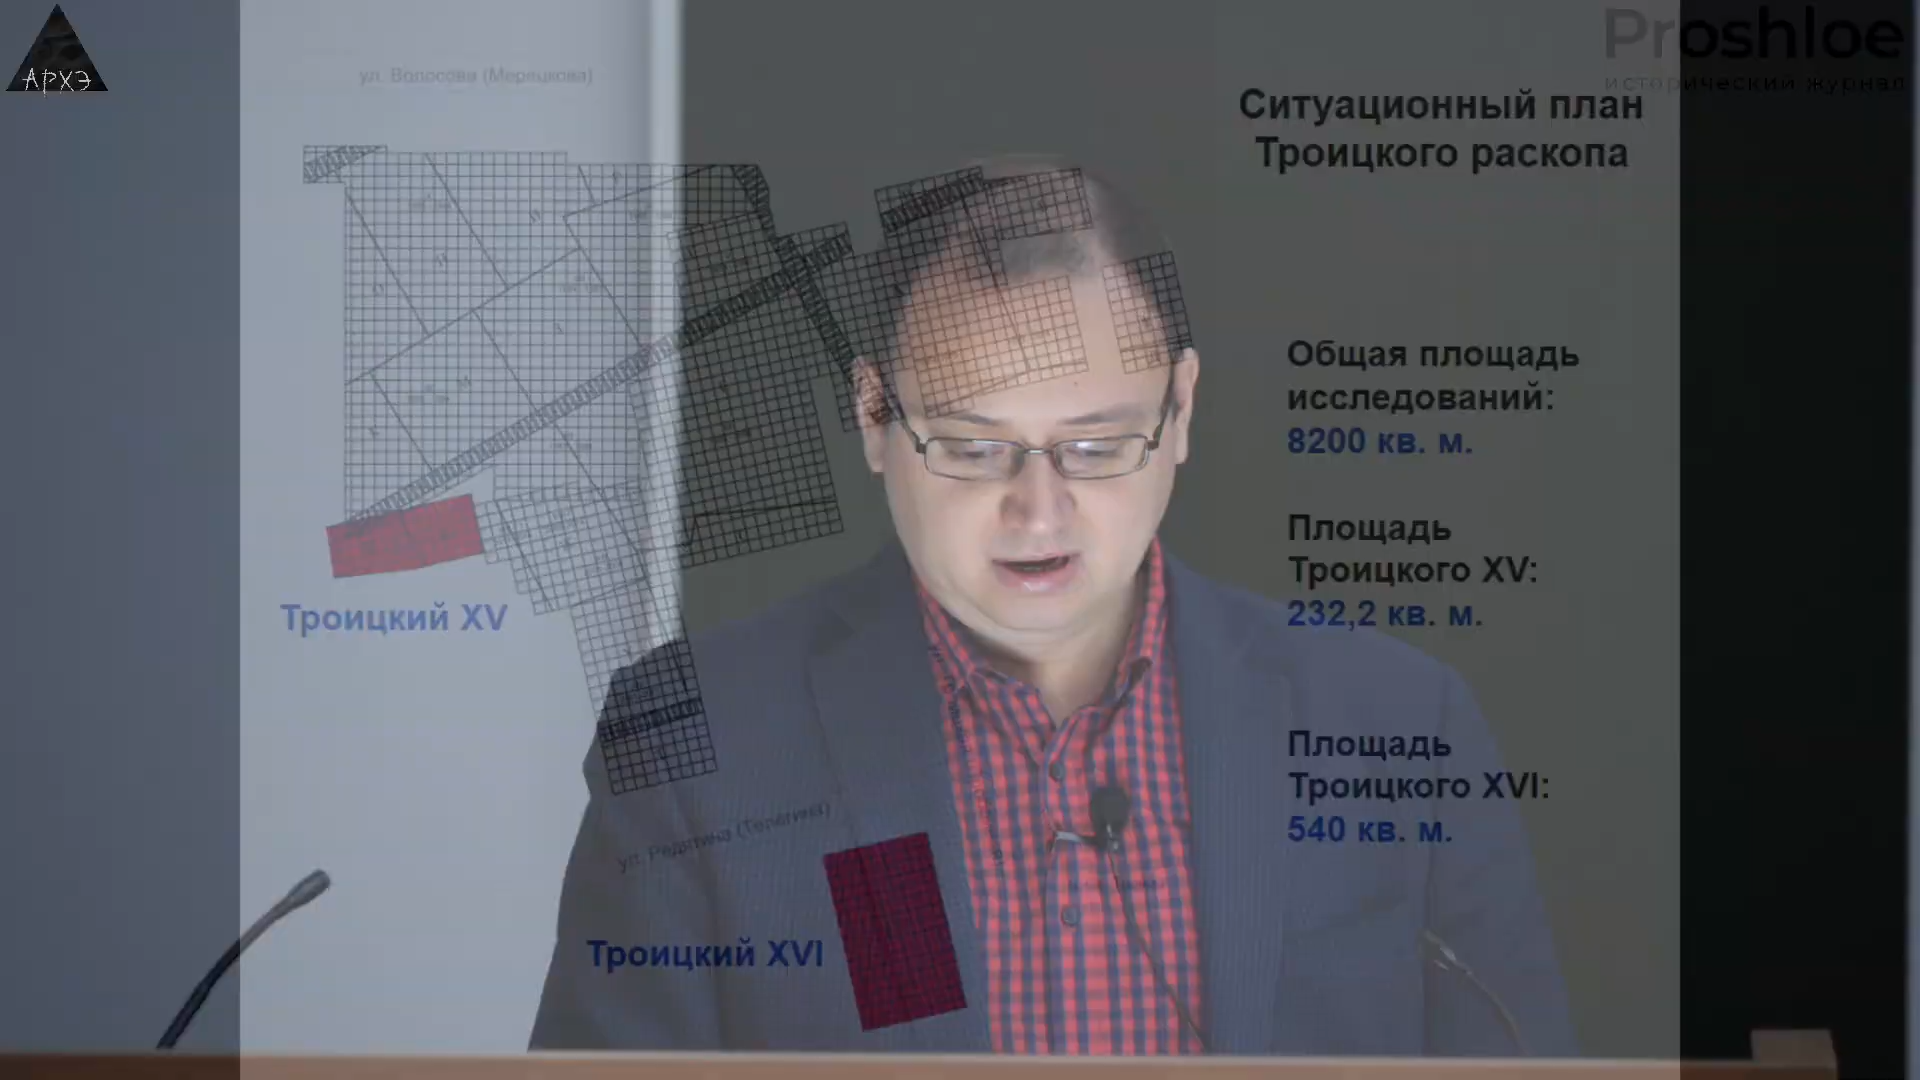 АРХЭ
Proshloe
исторический журнал
ул. Волосова (Мерецкова)
Ситуационный план
Троицкого раскопа
Общая площадь
исследований:
8200 кв. м.
Площадь
Троицкого XV:
232,2 кв. м.
Троицкий XV
Площадь
Троицкого XVI:
540 кв. м.
ул. Редятина (Телегина)
Троицкий XVI